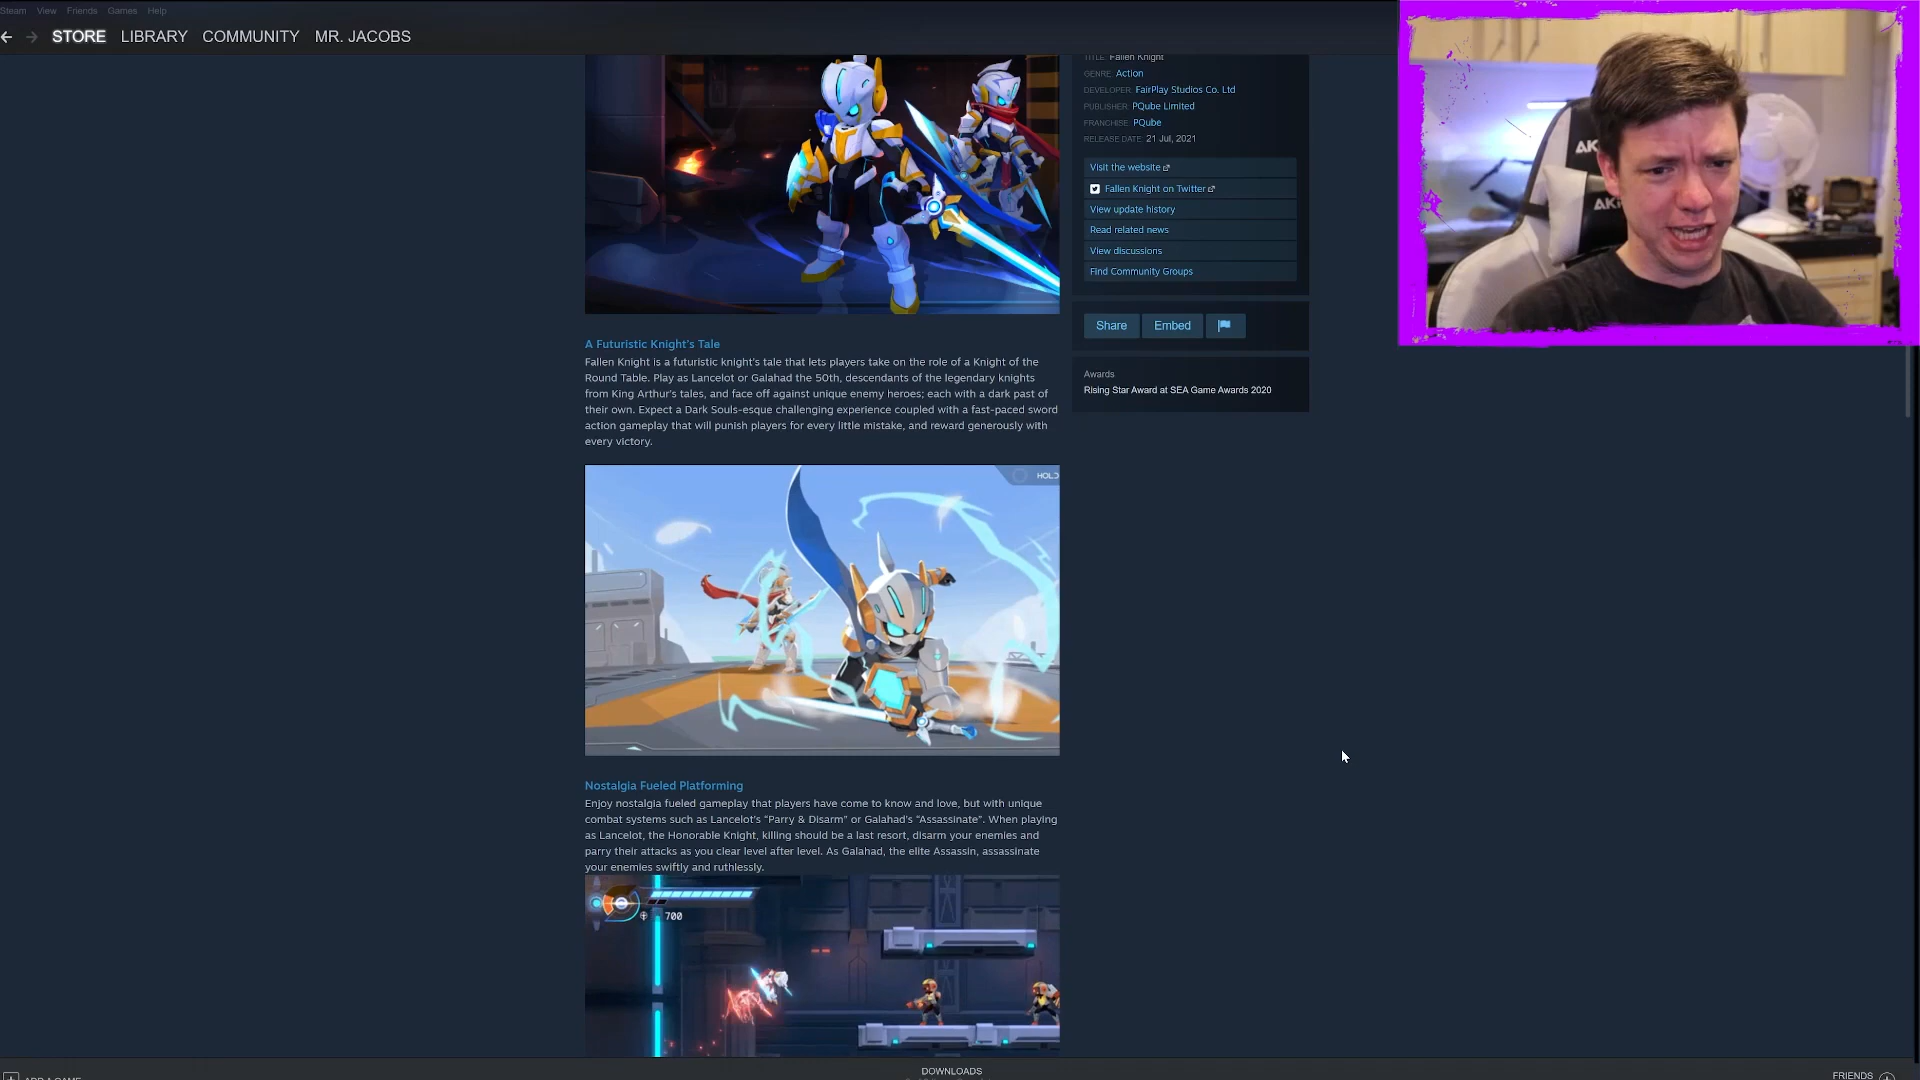 Steam View Friends Games Help
STORE LIBRARY COMMUNITY MR. JACOBS
TITLE: Fallen Knight
GENRE: Action
DEVELOPER: FairPlay Studios Co. Ltd
PUBLISHER: PQube Limited
FRANCHISE: PQube
RELEASE DATE: 21 Jul, 2021
Visit the website
Fallen Knight on Twitter
View update history
Read related news
View discussions
Find Community Groups
Share Embed
Awards
Rising Star Award at SEA Game Awards 2020
A Futuristic Knight's Tale
Fallen Knight is a futuristic knight's tale that lets players take on the role of a Knight of the
Round Table. Play as Lancelot or Galahad the 50th, descendants of the legendary knights
from King Arthur's tales, and face off against unique enemy heroes; each with a dark past of
their own. Expect a Dark Souls-esque challenging experience coupled with a fast-paced sword
action gameplay that will punish players for every little mistake, and reward generously with
every victory.
HOLD
Nostalgia Fueled Platforming
Enjoy nostalgia fueled gameplay that players have come to know and love, but with unique
combat systems such as Lancelot's “Parry & Disarm” or Galahad's “Assassinate”. When playing
as Lancelot, the Honorable Knight, killing should be a last resort, disarm your enemies and
parry their attacks as you clear level after level. As Galahad, the elite Assassin, assassinate
your enemies swiftly and ruthlessly.
700
ADD A GAME
DOWNLOADS
FRIENDS
AK
AK